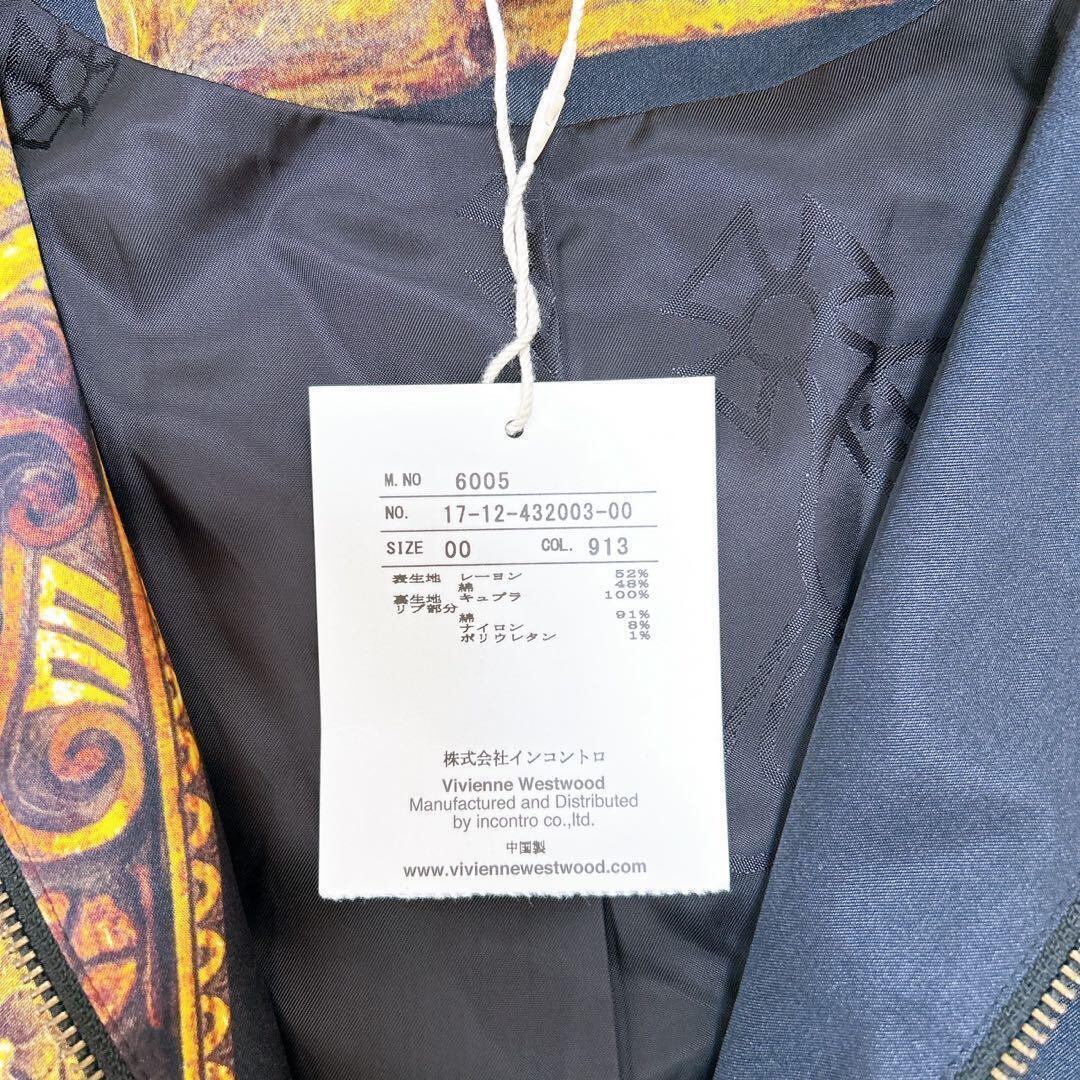 M.NO 6005
NO. 17-12-432003-00
SIZE 00 COL. 913
表生地 レーヨン 52%
綿 48%
裏生地 キュプラ 100%
リブ部分
綿 91%
ナイロン 8%
ポリウレタン 1%
株式会社インコントロ
Vivienne Westwood
Manufactured and Distributed
by incontro co.,ltd.
中国製
www.viviennewestwood.com